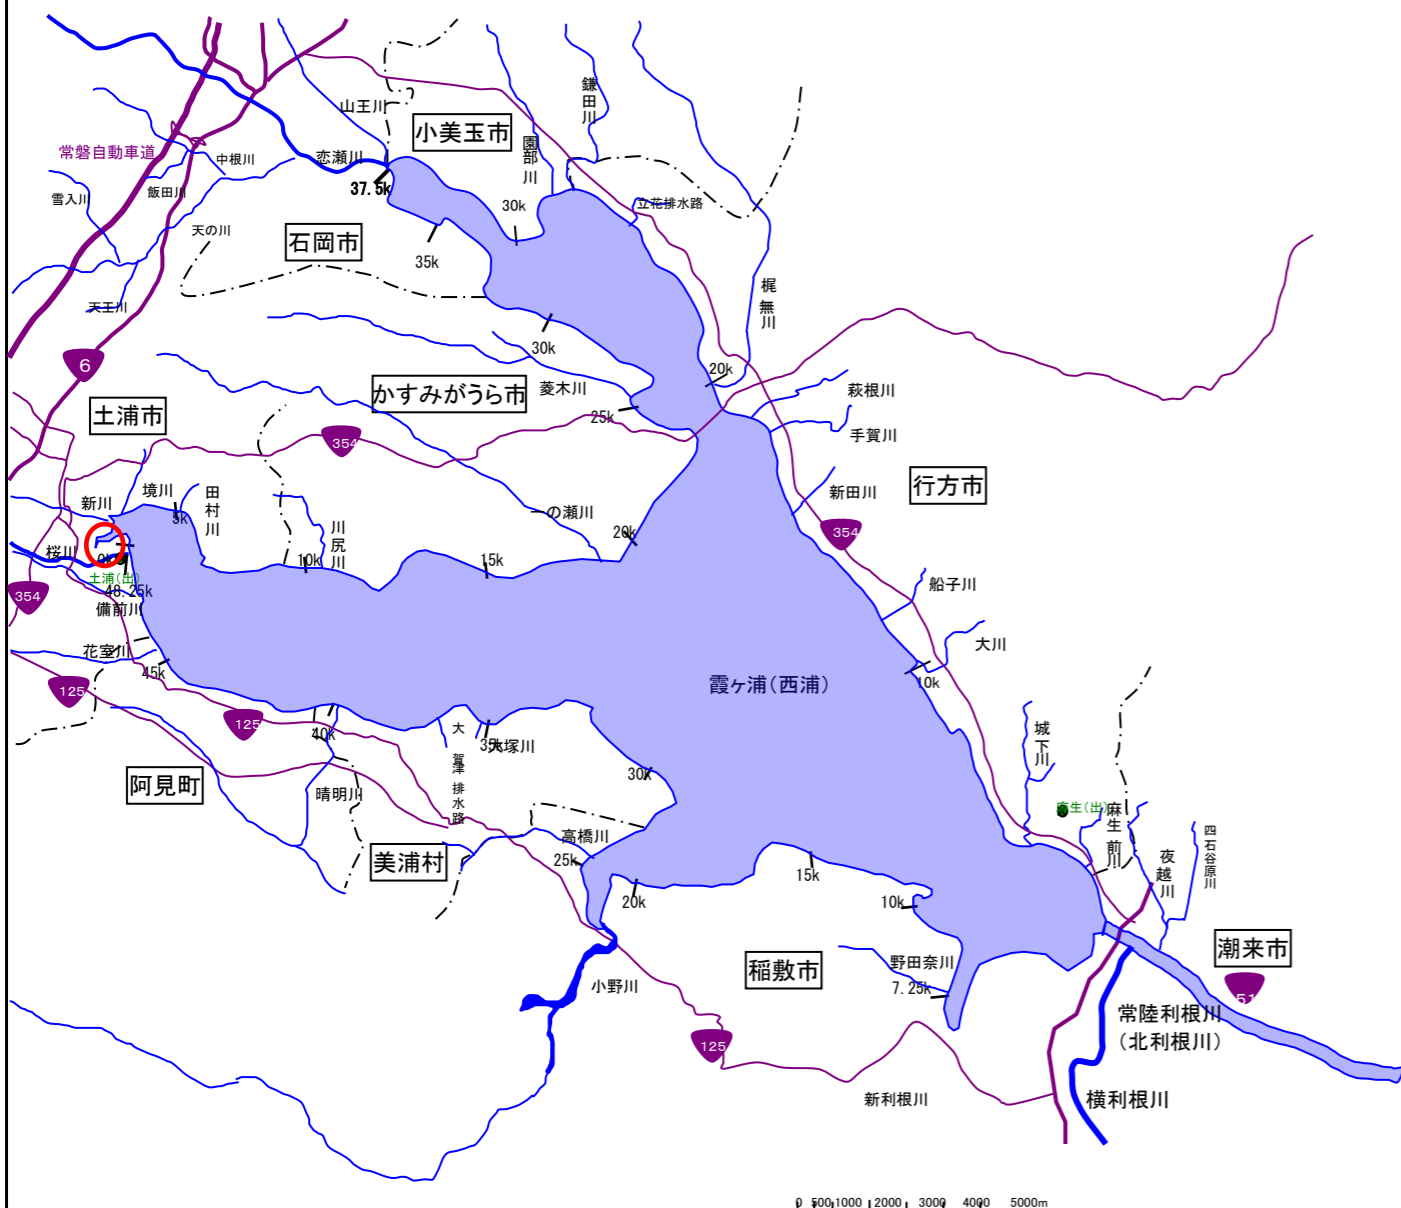 鎌田川
山王川
小美玉市
園部川
常磐自動車道
中根川
恋瀬川
37.5k
雪入川
飯田川
30k
立花排水路
天の川
石岡市
35k
天王川
梶無川
30k
6
20k
かすみがうら市
菱木川
萩根川
土浦市
25k
354
手賀川
行方市
境川
田村川
新田川
新川
5k
一の瀬川
川尻川
20k
354
桜川
0k
10k
15k
土浦(出)
48.25k
船子川
354
備前川
大川
花室川
45k
霞ヶ浦(西浦)
10k
125
125
40k
大賀津排水路
35k
大塚川
城下川
30k
阿見町
晴明川
麻生(出)
麻生前川
四石谷原川
高橋川
夜越川
美浦村
25k
15k
20k
10k
潮来市
稲敷市
野田奈川
小野川
7.25k
51
常陸利根川
(北利根川)
125
新利根川
横利根川
0 500 1000 2000 3000 4000 5000m